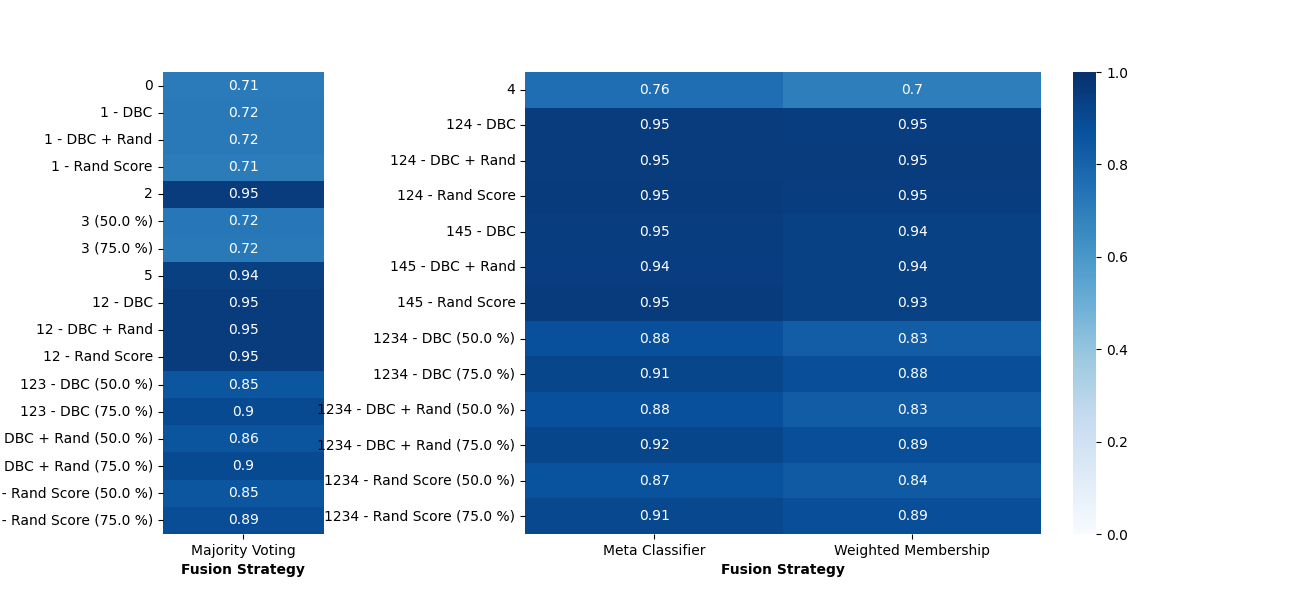 0 0.71
1 - DBC 0.72
1 - DBC + Rand 0.72
1 - Rand Score 0.71
2 0.95
3 (50.0 %) 0.72
3 (75.0 %) 0.72
5 0.94
12 - DBC 0.95
12 - DBC + Rand 0.95
12 - Rand Score 0.95
123 - DBC (50.0 %) 0.85
123 - DBC (75.0 %) 0.9
DBC + Rand (50.0 %) 0.86
DBC + Rand (75.0 %) 0.9
- Rand Score (50.0 %) 0.85
- Rand Score (75.0 %) 0.89
Majority Voting
Fusion Strategy
4 0.76 0.7
124 - DBC 0.95 0.95
124 - DBC + Rand 0.95 0.95
124 - Rand Score 0.95 0.95
145 - DBC 0.95 0.94
145 - DBC + Rand 0.94 0.94
145 - Rand Score 0.95 0.93
1234 - DBC (50.0 %) 0.88 0.83
1234 - DBC (75.0 %) 0.91 0.88
1234 - DBC + Rand (50.0 %) 0.88 0.83
1234 - DBC + Rand (75.0 %) 0.92 0.89
1234 - Rand Score (50.0 %) 0.87 0.84
1234 - Rand Score (75.0 %) 0.91 0.89
Meta Classifier Weighted Membership
Fusion Strategy
1.0
0.8
0.6
0.4
0.2
0.0